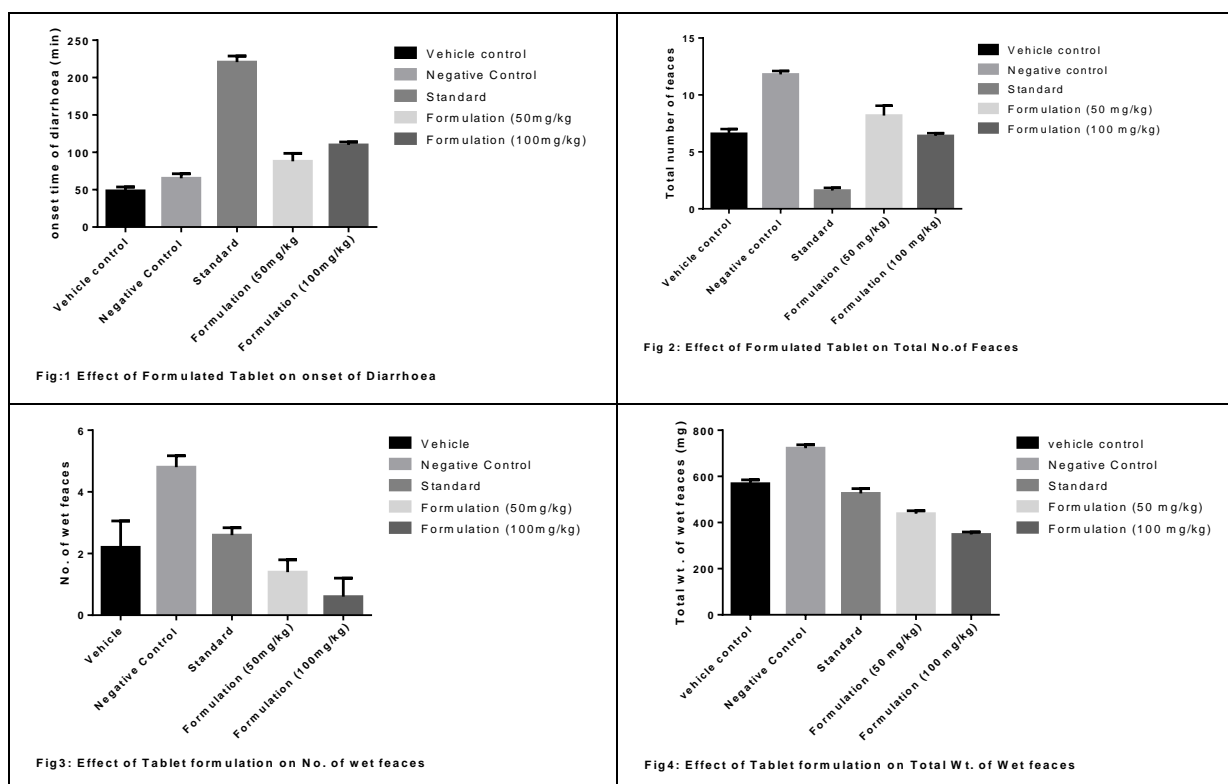 250
200
150
100
50
0
onset time of diarrhoea (min)
Vehicle control
Negative Control
Standard
Formulation (50mg/kg
Formulation (100mg/kg)
Vehicle control
Negative Control
Standard
Formulation (50mg/kg
Formulation (100mg/kg)
Fig:1 Effect of Formulated Tablet on onset of Diarrhoea
15
10
5
0
Total number of feaces
Vehicle control
Negative control
Standard
Formulation (50 mg/kg)
Formulation (100 mg/kg)
Vehicle control
Negative control
Standard
Formulation (50 mg/kg)
Formulation (100 mg/kg)
Fig 2: Effect of Formulated Tablet on Total No.of Feaces
6
4
2
0
No. of wet feaces
Vehicle
Negative Control
Standard
Formulation (50mg/kg)
Formulation (100mg/kg)
Vehicle
Negative Control
Standard
Formulation (50mg/kg)
Formulation (100mg/kg)
Fig3: Effect of Tablet formulation on No. of wet feaces
800
600
400
200
0
Total wt. of wet feaces (mg)
vehicle control
Negative Control
Standard
Formulation (50 mg/kg)
Formulation (100 mg/kg)
vehicle control
Negative Control
Standard
Formulation (50 mg/kg)
Formulation (100 mg/kg)
Fig4: Effect of Tablet formulation on Total Wt. of Wet feaces